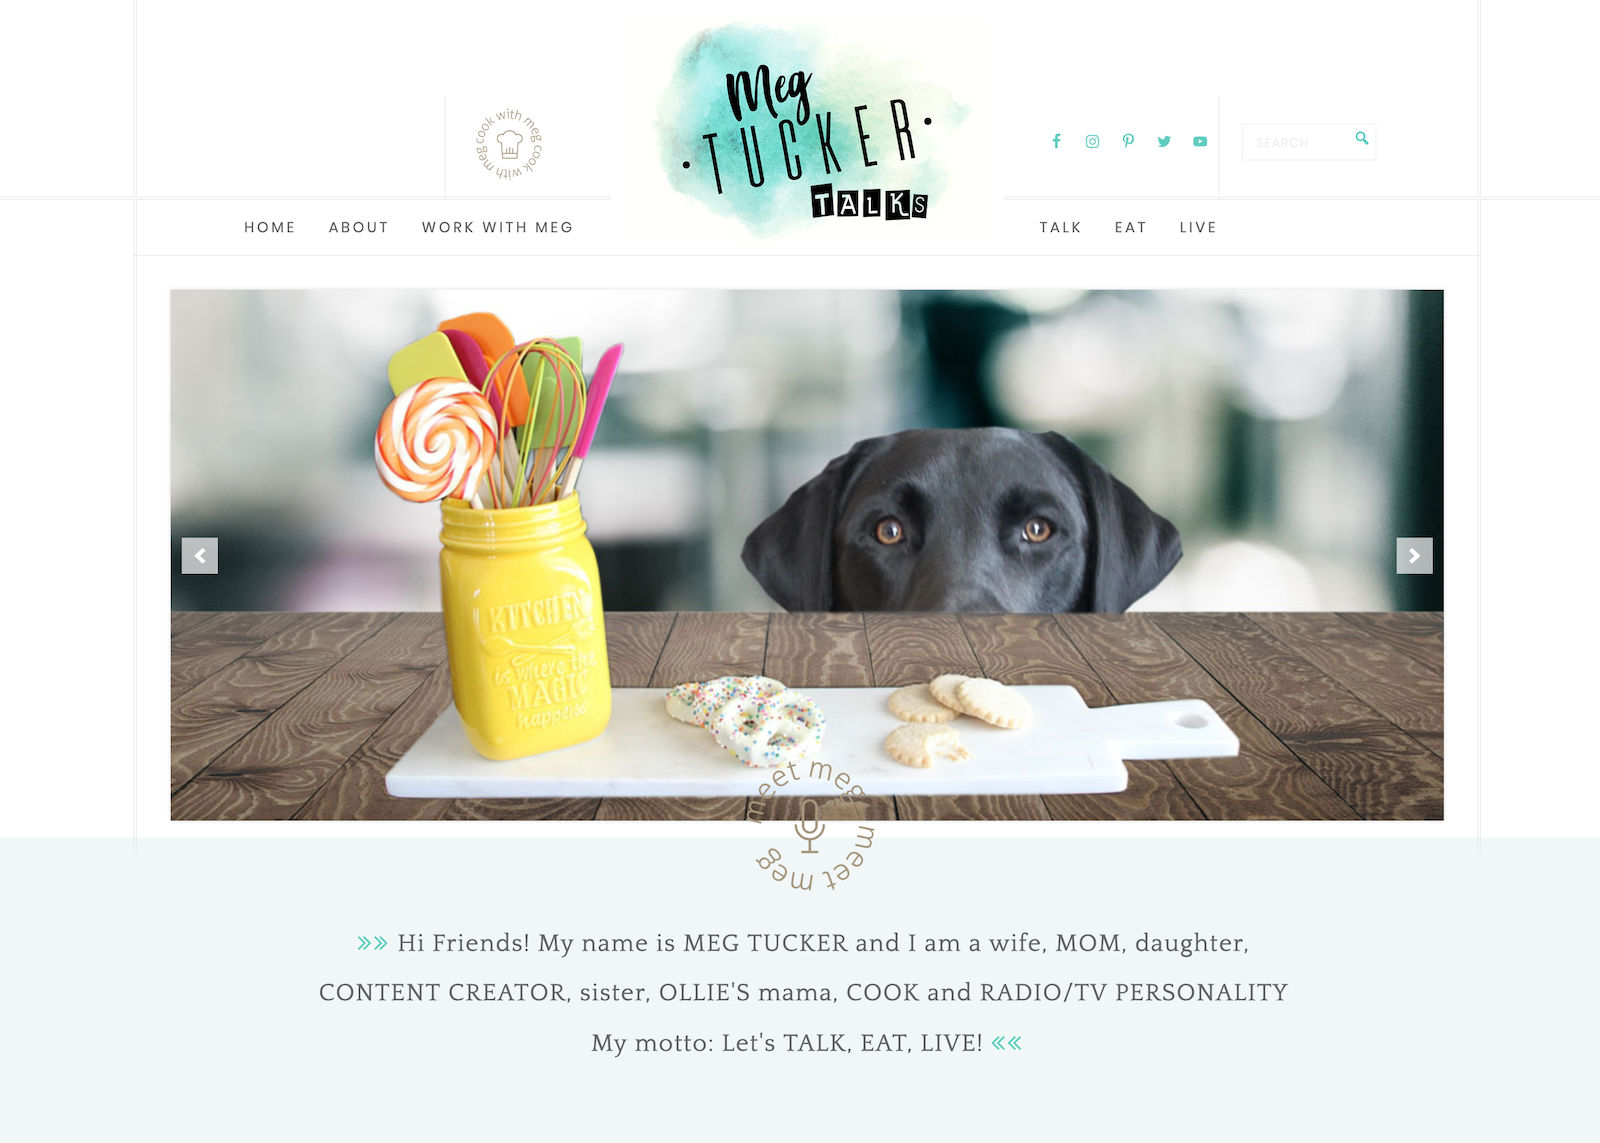 cook with meg cook with meg
Meg
TUCKER
TALKS
SEARCH
HOME ABOUT WORK WITH MEG
TALK EAT LIVE
KITCHEN
is where the
MAGIC
happens
meet meg meet meg
Hi Friends! My name is MEG TUCKER and I am a wife, MOM, daughter,
CONTENT CREATOR, sister, OLLIE'S mama, COOK and RADIO/TV PERSONALITY
My motto: Let's TALK, EAT, LIVE!